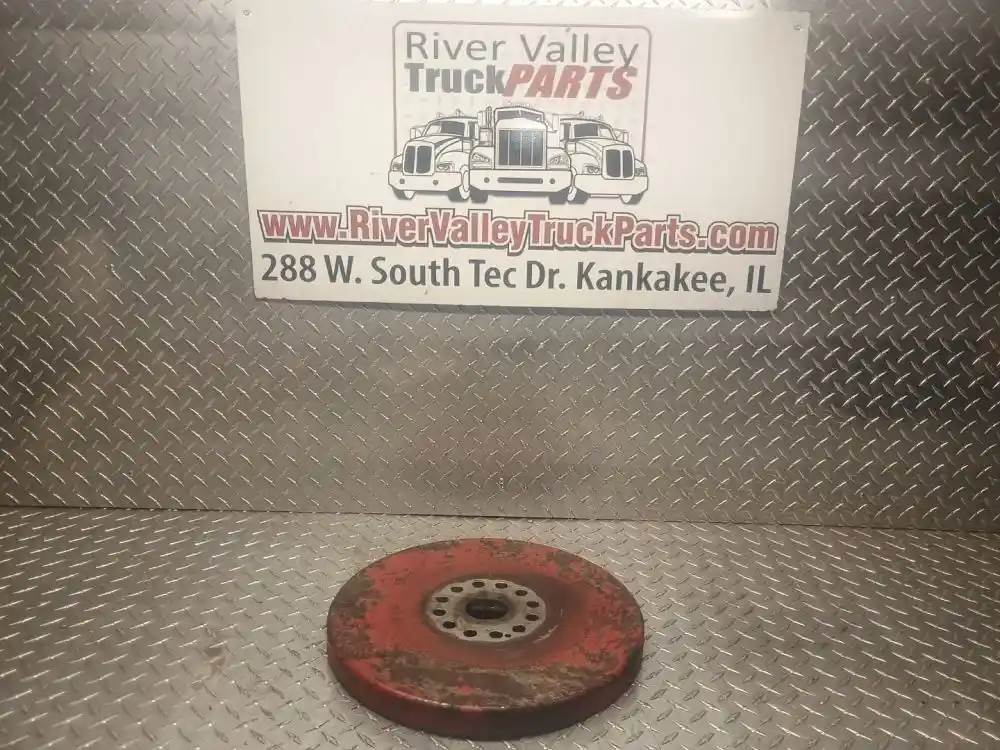 River Valley
TruckPARTS
www.RiverValleyTruckParts.com
288 W. South Tec Dr. Kankakee, IL